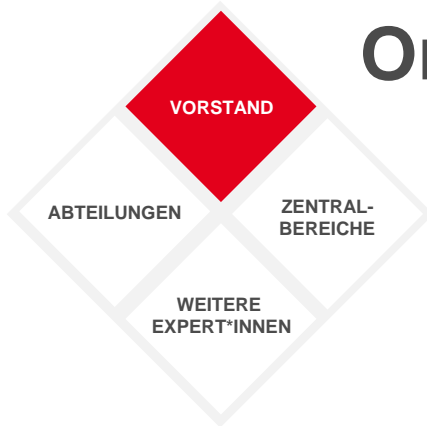 VORSTAND
ABTEILUNGEN
ZENTRAL-
BEREICHE
WEITERE
EXPERT*INNEN